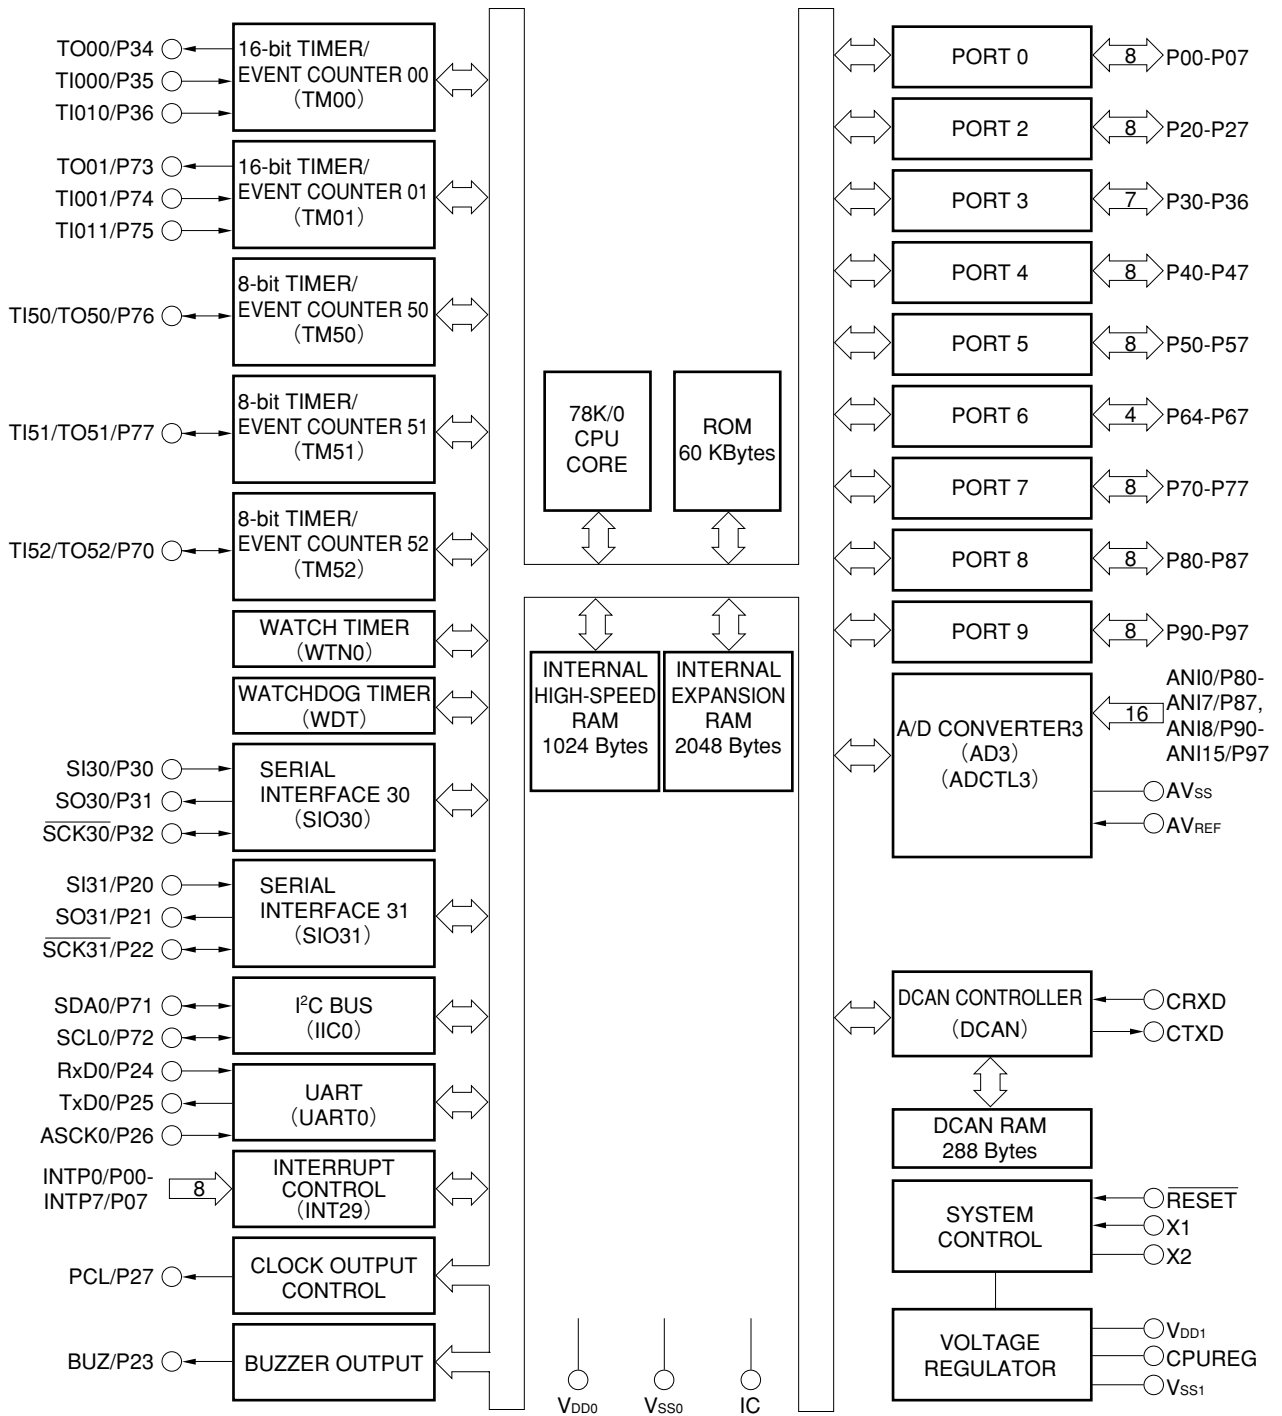 TO00/P34
TI000/P35
TI010/P36
16-bit TIMER/
EVENT COUNTER 00
(TM00)
TO01/P73
TI001/P74
TI011/P75
16-bit TIMER/
EVENT COUNTER 01
(TM01)
TI50/TO50/P76
8-bit TIMER/
EVENT COUNTER 50
(TM50)
TI51/TO51/P77
8-bit TIMER/
EVENT COUNTER 51
(TM51)
TI52/TO52/P70
8-bit TIMER/
EVENT COUNTER 52
(TM52)
WATCH TIMER
(WTN0)
WATCHDOG TIMER
(WDT)
SI30/P30
SO30/P31
SCK30/P32
SERIAL
INTERFACE 30
(SIO30)
SI31/P20
SO31/P21
SCK31/P22
SERIAL
INTERFACE 31
(SIO31)
SDA0/P71
SCL0/P72
I²C BUS
(IIC0)
RxD0/P24
TxD0/P25
ASCK0/P26
UART
(UART0)
INTP0/P00-
INTP7/P07
8
INTERRUPT
CONTROL
(INT29)
PCL/P27
CLOCK OUTPUT
CONTROL
BUZ/P23
BUZZER OUTPUT
78K/0
CPU
CORE
ROM
60 KBytes
INTERNAL
HIGH-SPEED
RAM
1024 Bytes
INTERNAL
EXPANSION
RAM
2048 Bytes
VDD0
VSS0
IC
PORT 0
8
P00-P07
PORT 2
8
P20-P27
PORT 3
7
P30-P36
PORT 4
8
P40-P47
PORT 5
8
P50-P57
PORT 6
4
P64-P67
PORT 7
8
P70-P77
PORT 8
8
P80-P87
PORT 9
8
P90-P97
A/D CONVERTER3
(AD3)
(ADCTL3)
16
ANI0/P80-
ANI7/P87,
ANI8/P90-
ANI15/P97
AVSS
AVREF
DCAN CONTROLLER
(DCAN)
CRXD
CTXD
DCAN RAM
288 Bytes
SYSTEM
CONTROL
RESET
X1
X2
VOLTAGE
REGULATOR
VDD1
CPUREG
VSS1